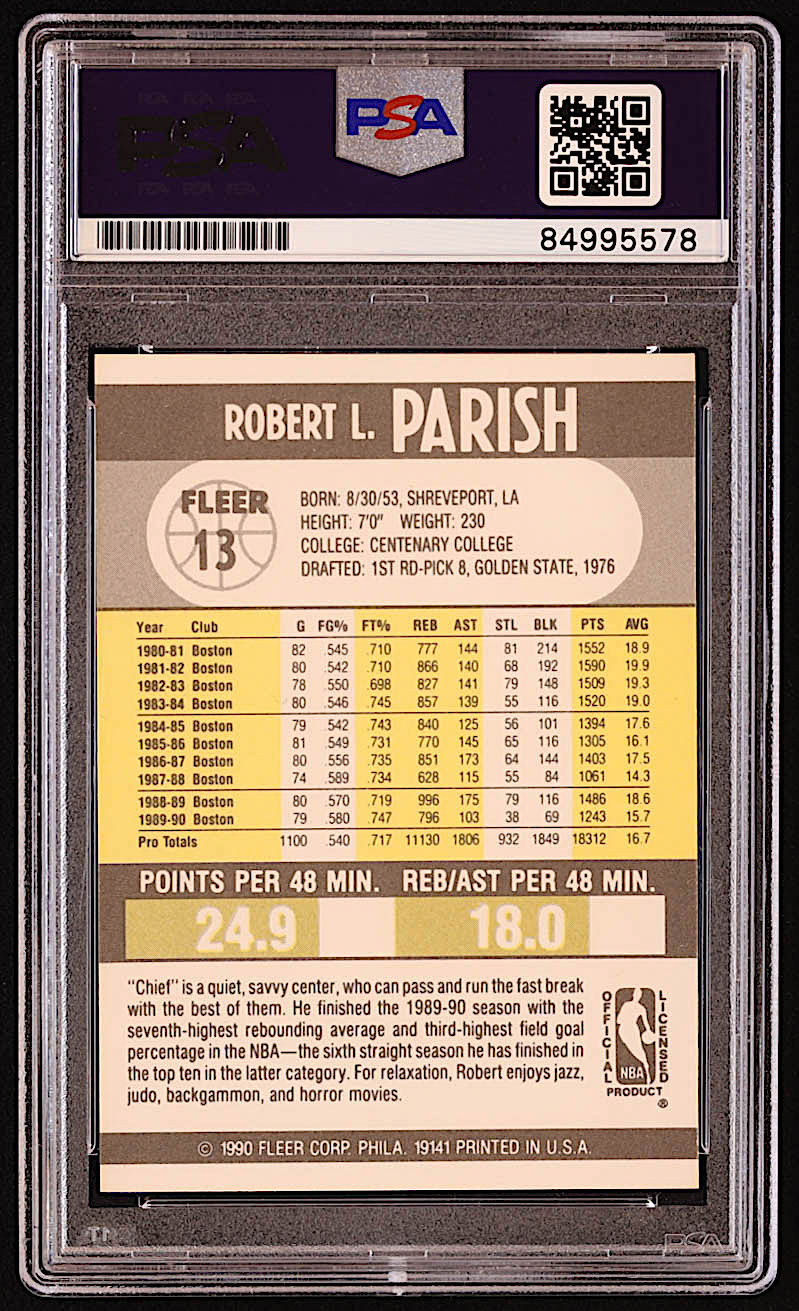 PSA PSA PSA
PSA
PSA PSA PSA
PSA
84995578
ROBERT L. PARISH
FLEER
13
BORN: 8/30/53, SHREVEPORT, LA
HEIGHT: 7'0" WEIGHT: 230
COLLEGE: CENTENARY COLLEGE
DRAFTED: 1ST RD-PICK 8, GOLDEN STATE, 1976
Year Club G FG% FT% REB AST STL BLK PTS AVG
1980-81 Boston 82 .545 .710 777 144 81 214 1552 18.9
1981-82 Boston 80 .542 .710 866 140 68 192 1590 19.9
1982-83 Boston 78 .550 .698 827 141 79 148 1509 19.3
1983-84 Boston 80 .546 .745 857 139 55 116 1520 19.0
1984-85 Boston 79 .542 .743 840 125 56 101 1394 17.6
1985-86 Boston 81 .549 .731 770 145 65 116 1305 16.1
1986-87 Boston 80 .556 .735 851 173 64 144 1403 17.5
1987-88 Boston 74 .589 .734 628 115 55 84 1061 14.3
1988-89 Boston 80 .570 .719 996 175 79 116 1486 18.6
1989-90 Boston 79 .580 .747 796 103 38 69 1243 15.7
Pro Totals 1100 .540 .717 11130 1806 932 1849 18312 16.7
POINTS PER 48 MIN. REB/AST PER 48 MIN.
24.9 18.0
"Chief" is a quiet, savvy center, who can pass and run the fast break
with the best of them. He finished the 1989-90 season with the
seventh-highest rebounding average and third-highest field goal
percentage in the NBA—the sixth straight season he has finished in
the top ten in the latter category. For relaxation, Robert enjoys jazz,
judo, backgammon, and horror movies.
OFFICIAL
LICENSED
NBA
PRODUCT
®
© 1990 FLEER CORP. PHILA. 19141 PRINTED IN U.S.A.
PSA